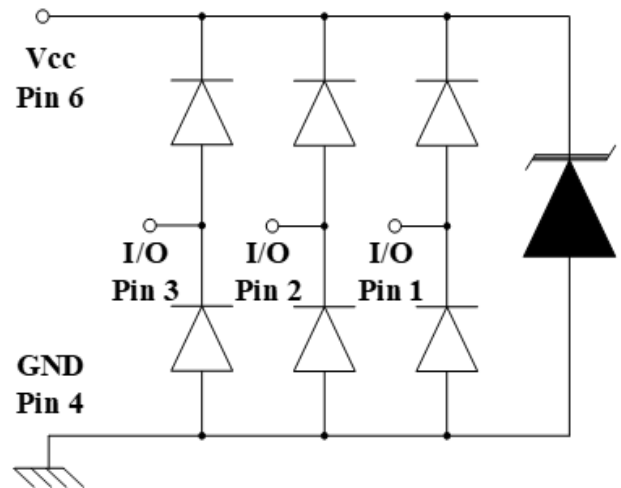 Vcc
Pin 6
I/O
Pin 3
I/O
Pin 2
I/O
Pin 1
GND
Pin 4